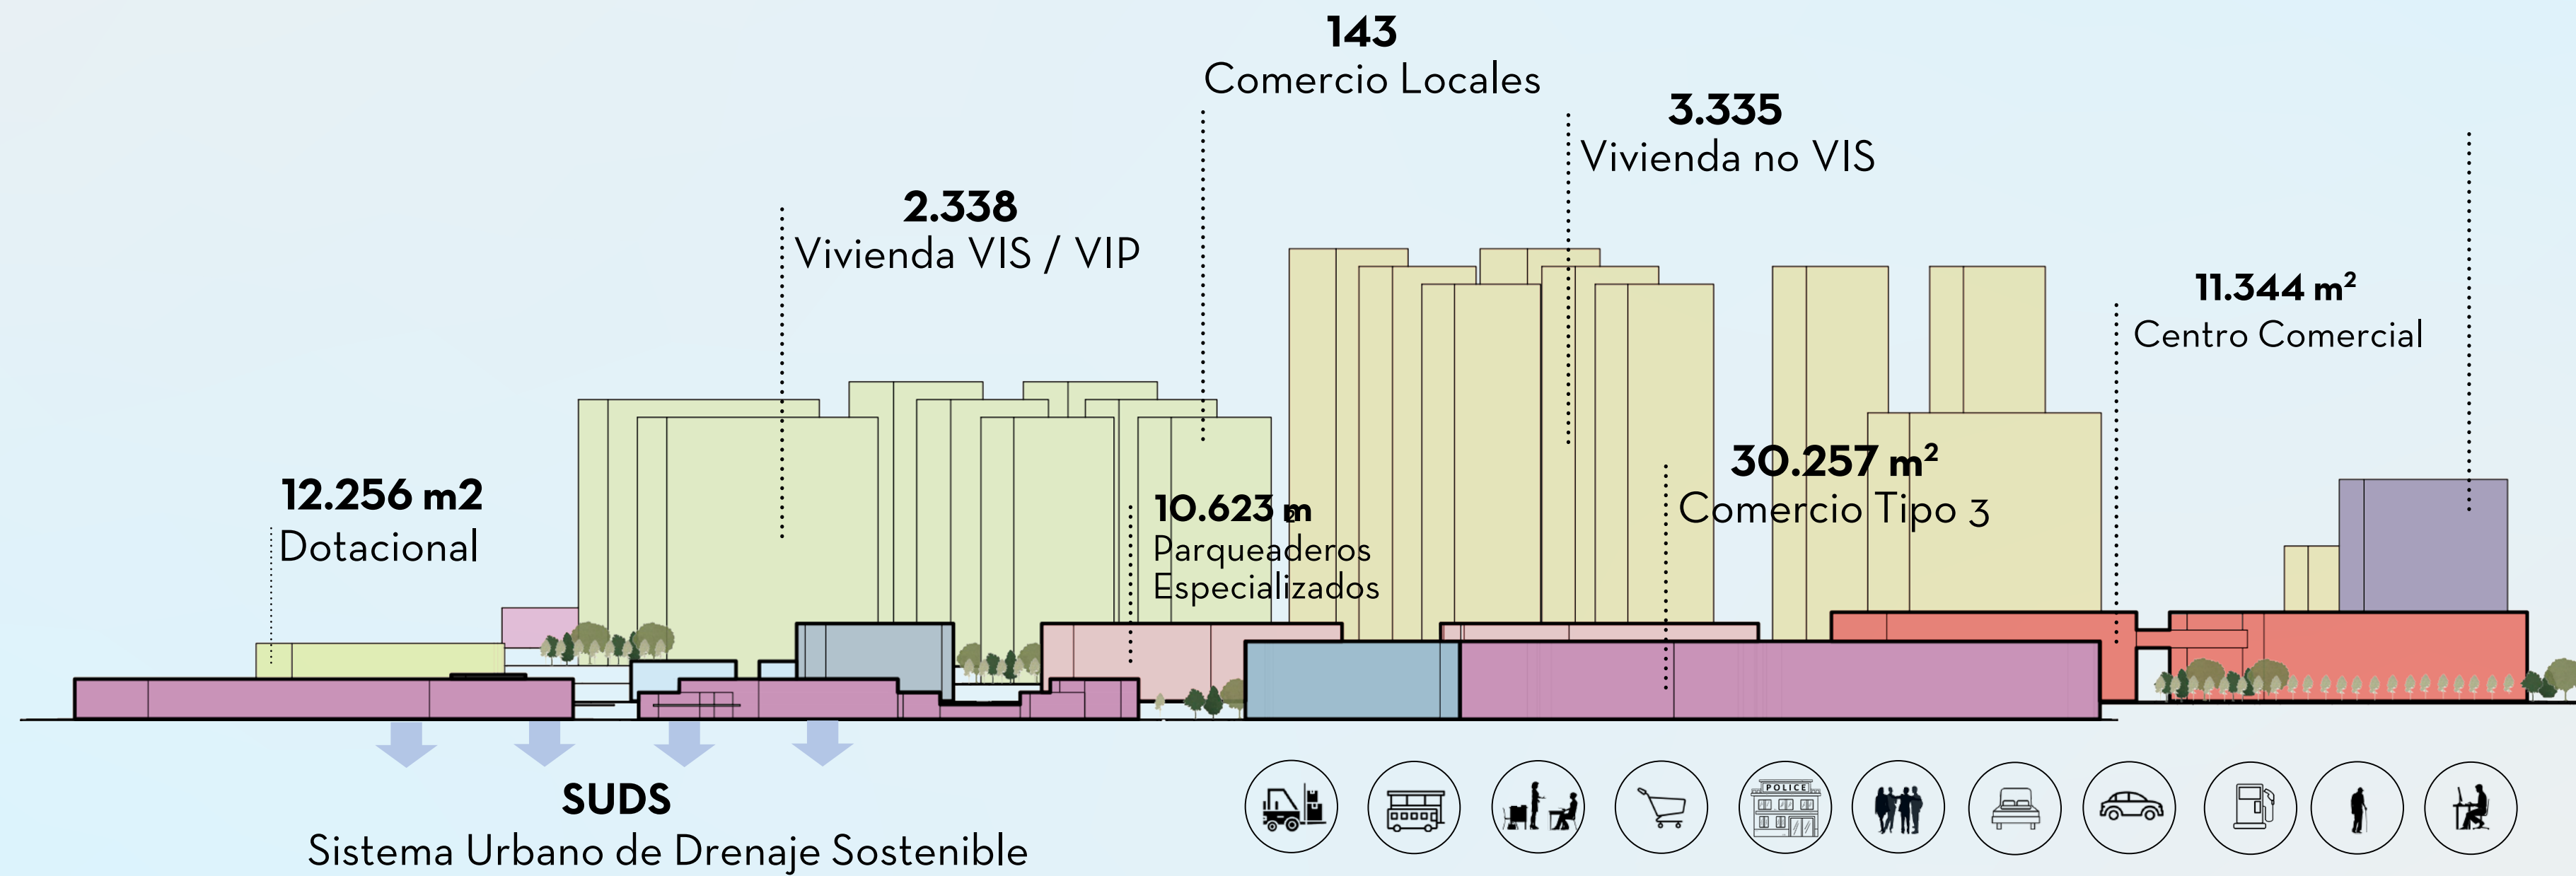 143
Comercio Locales
3.335
Vivienda no VIS
2.338
Vivienda VIS / VIP
11.344 m²
Centro Comercial
30.257 m²
Comercio Tipo 3
12.256 m2
Dotacional
10.623 m2
Parqueaderos
Especializados
SUDS
Sistema Urbano de Drenaje Sostenible
POLICE